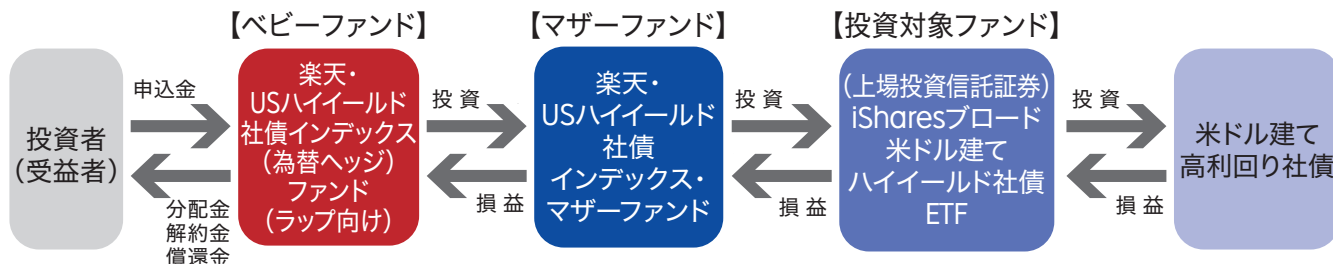 【ベビーファンド】
【マザーファンド】
【投資対象ファンド】
投資者
(受益者)
申込金
分配金
解約金
償還金
楽天・
USハイイールド
社債インデックス
(為替ヘッジ)
ファンド
(ラップ向け)
投資
損益
楽天・
USハイイールド
社債
インデックス・
マザーファンド
投資
損益
(上場投資信託証券)
iSharesブロード
米ドル建て
ハイイールド社債
ETF
投資
損益
米ドル建て
高利回り社債